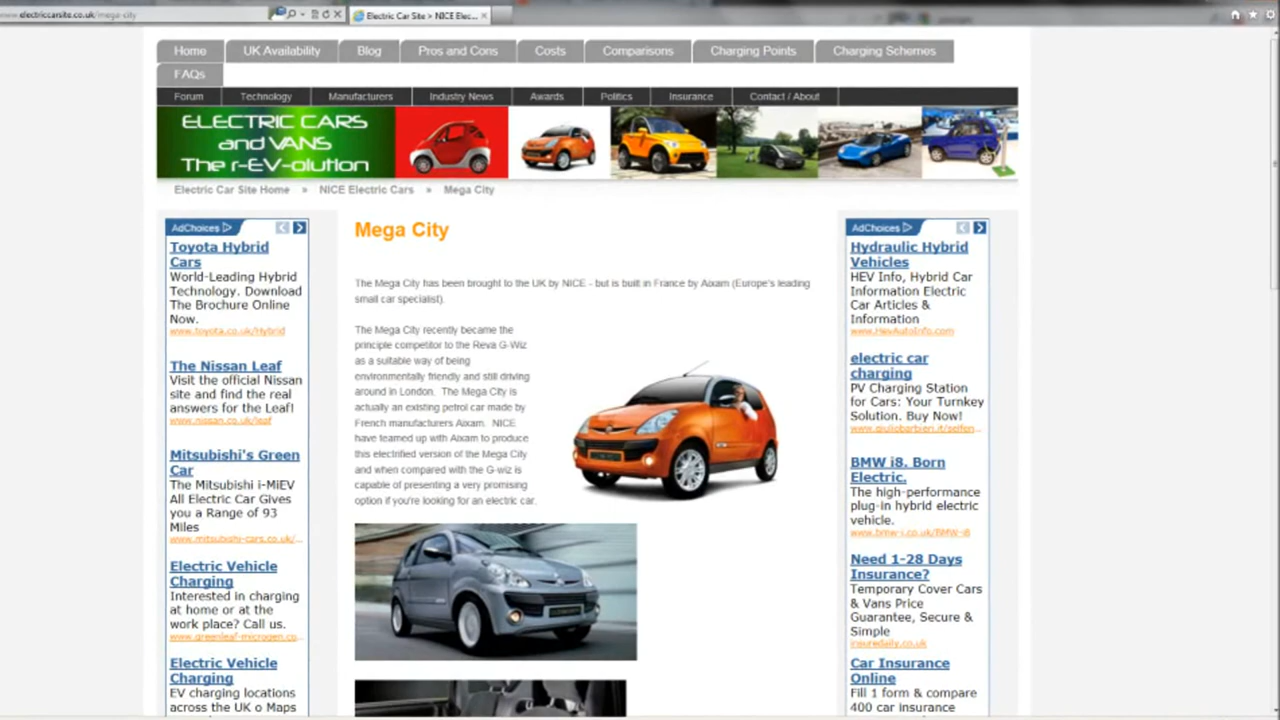 www.electriccarsite.co.uk/mega-city
Electric Car Site > NICE Elec...
Home
UK Availability
Blog
Pros and Cons
Costs
Comparisons
Charging Points
Charging Schemes
FAQs
Forum
Technology
Manufacturers
Industry News
Awards
Politics
Insurance
Contact / About
ELECTRIC CARS
and VANS
The r-EV-olution
Electric Car Site Home » NICE Electric Cars » Mega City
AdChoices
Toyota Hybrid
Cars
World-Leading Hybrid
Technology. Download
The Brochure Online
Now.
www.toyota.co.uk/Hybrid
The Nissan Leaf
Visit the official Nissan
site and find the real
answers for the Leaf!
www.nissan.co.uk/leaf
Mitsubishi's Green
Car
The Mitsubishi i-MiEV
All Electric Car Gives
you a Range of 93
Miles
www.mitsubishi-cars.co.uk/...
Electric Vehicle
Charging
Interested in charging
at home or at the
work place? Call us.
www.greenleaf-microgen.co...
Electric Vehicle
Charging
EV charging locations
across the UK o Maps
Mega City
The Mega City has been brought to the UK by NICE - but is built in France by Aixam (Europe's leading
small car specialist).
The Mega City recently became the
principle competitor to the Reva G-Wiz
as a suitable way of being
environmentally friendly and still driving
around in London. The Mega City is
actually an existing petrol car made by
French manufacturers Aixam. NICE
have teamed up with Aixam to produce
this electrified version of the Mega City
and when compared with the G-wiz is
capable of presenting a very promising
option if you're looking for an electric car.
AdChoices
Hydraulic Hybrid
Vehicles
HEV Info, Hybrid Car
Information Electric
Car Articles &
Information
www.HevAutoInfo.com
electric car
charging
PV Charging Station
for Cars: Your Turnkey
Solution. Buy Now!
www.giuliobarbieri.it/selfen...
BMW i8. Born
Electric.
The high-performance
plug-in hybrid electric
vehicle.
www.bmw-i.co.uk/BMW-i8
Need 1-28 Days
Insurance?
Temporary Cover Cars
& Vans Price
Guarantee, Secure &
Simple
insuredaily.co.uk
Car Insurance
Online
Fill 1 form & compare
400 car insurance